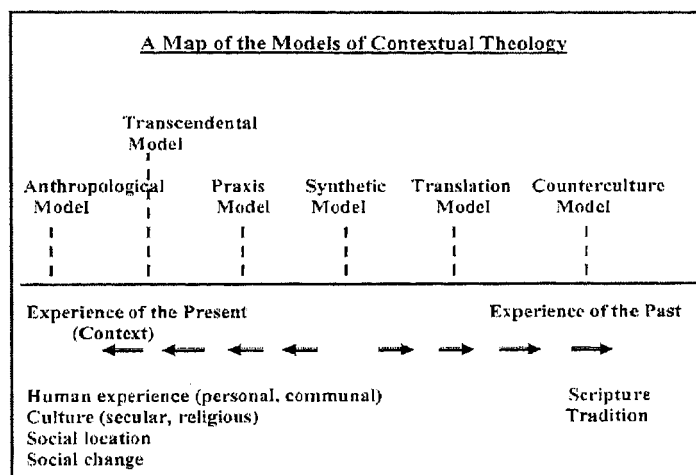 A Map of the Models of Contextual Theology
Transcendental
Model
Anthropological Praxis Synthetic Translation Counterculture
Model Model Model Model Model
Experience of the Present Experience of the Past
(Context)
Human experience (personal, communal) Scripture
Culture (secular, religious) Tradition
Social location
Social change